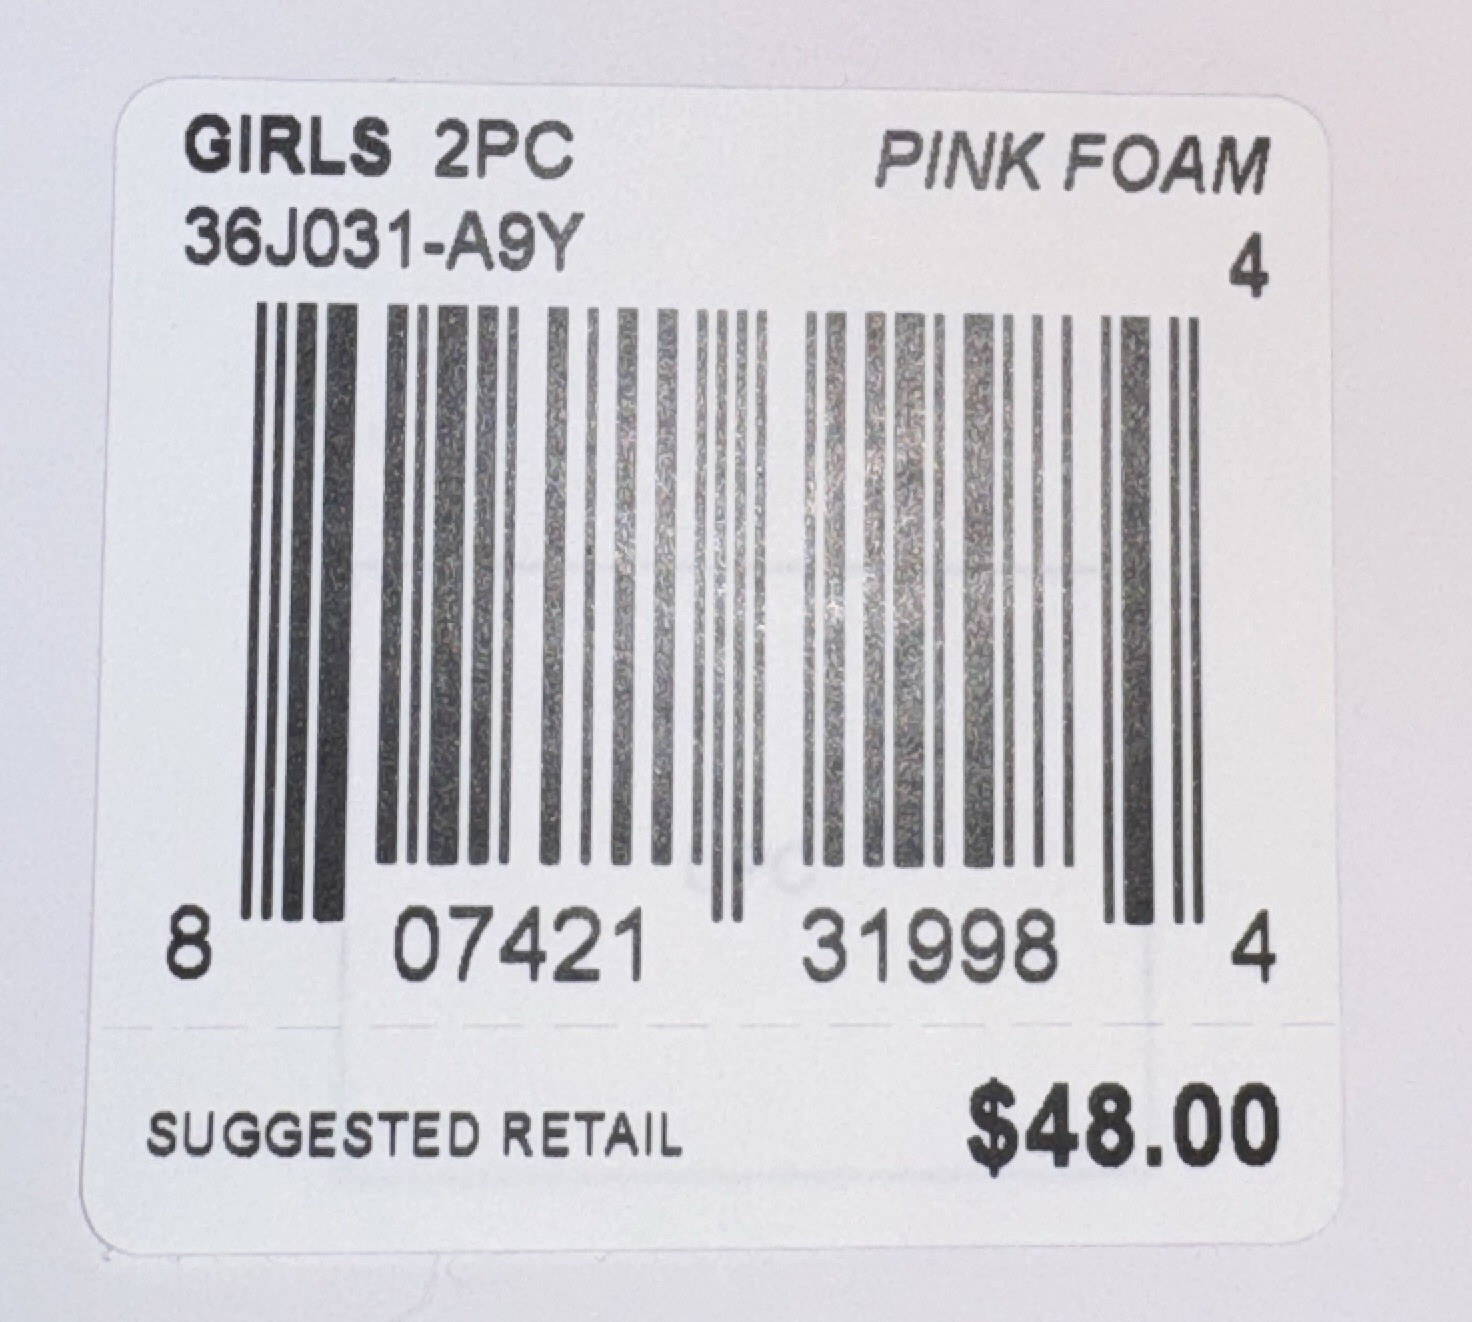 GIRLS 2PC PINK FOAM
36J031-A9Y 4
8 07421 31998 4
SUGGESTED RETAIL $48.00